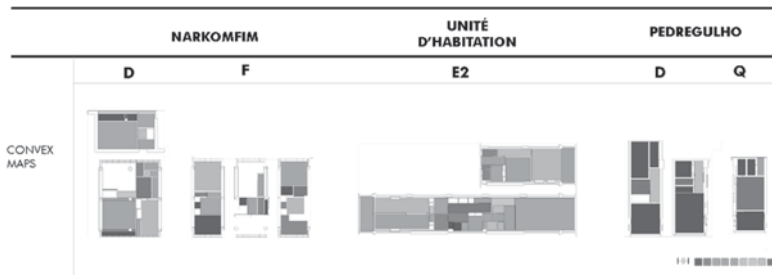 NARKOMFIM
UNITÉ
D'HABITATION
PEDREGULHO
D
F
E2
D
Q
CONVEX
MAPS